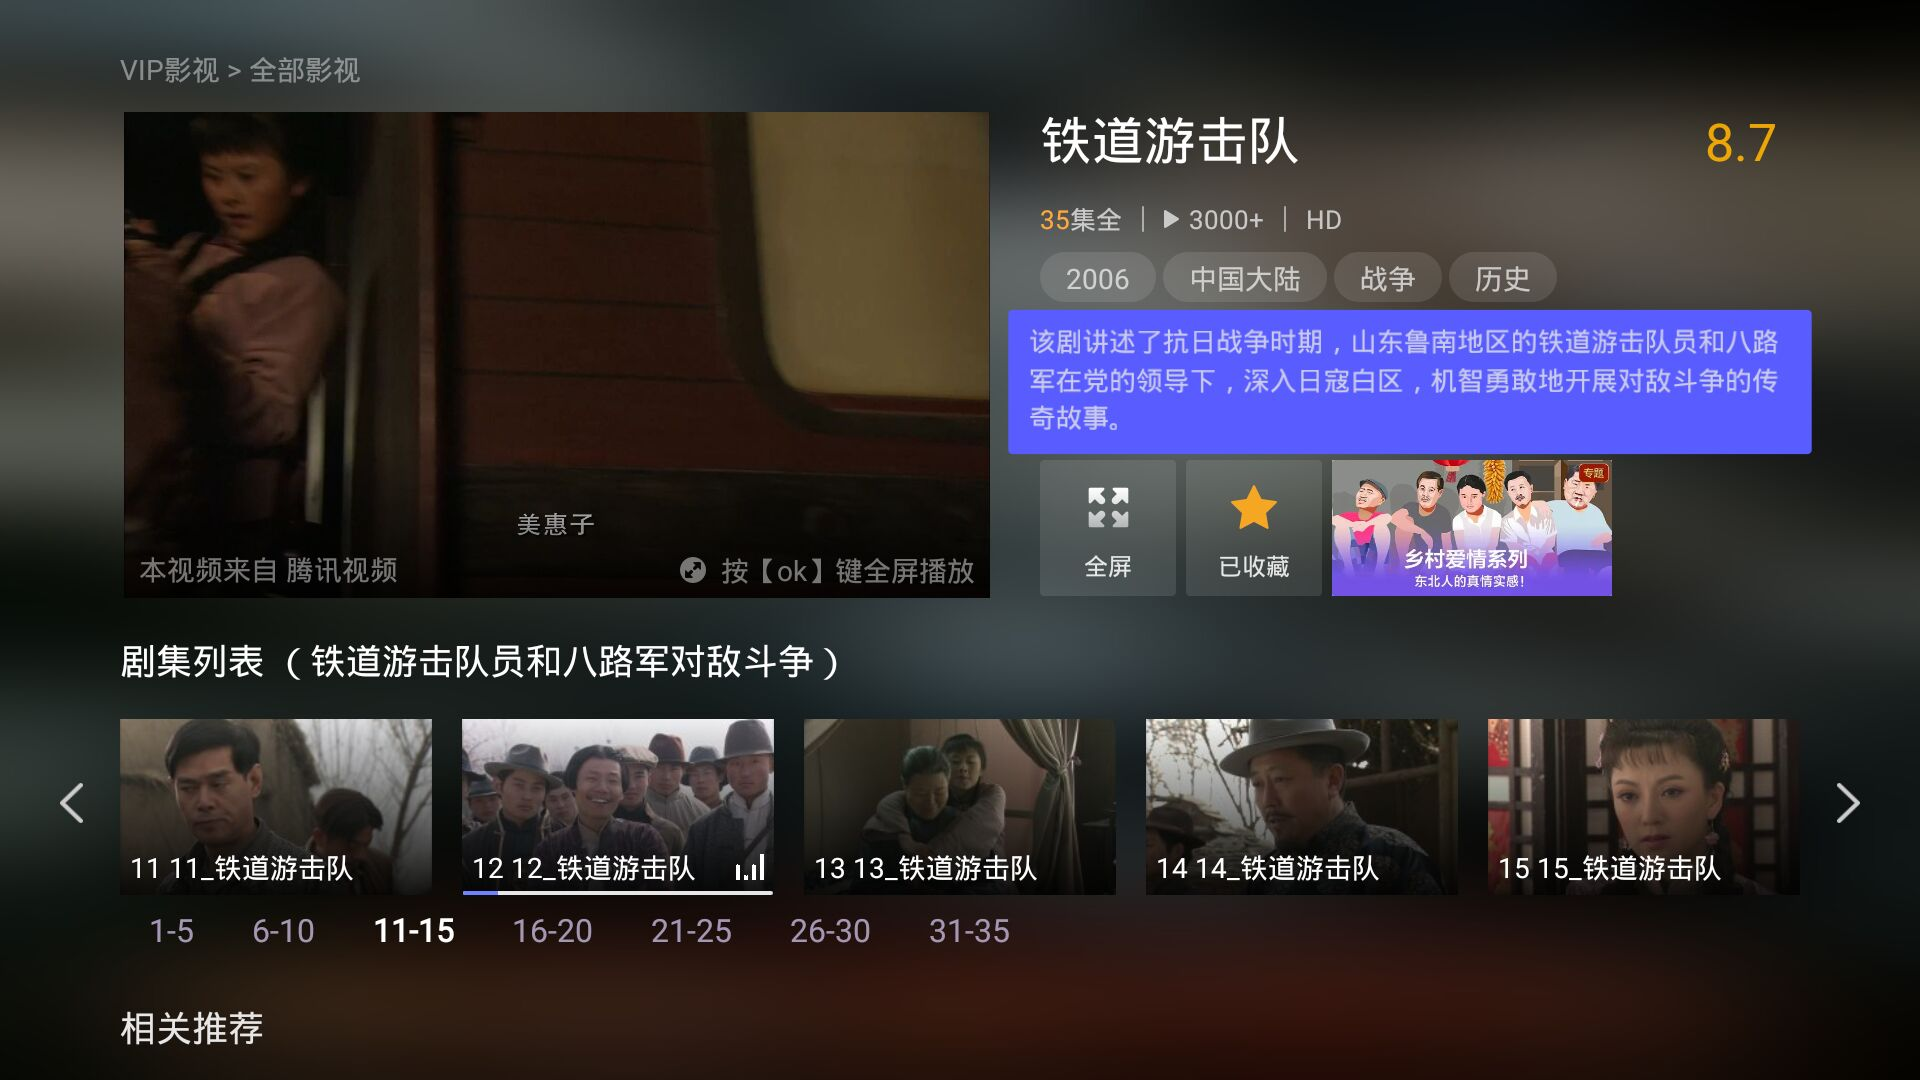 VIP影视 > 全部影视
美惠子
本视频来自 腾讯视频
按【ok】键全屏播放
铁道游击队
8.7
35集全 | 3000+ | HD
2006 中国大陆 战争 历史
该剧讲述了抗日战争时期，山东鲁南地区的铁道游击队员和八路
军在党的领导下，深入日寇白区，机智勇敢地开展对敌斗争的传
奇故事。
全屏
已收藏
专题
乡村爱情系列
东北人的真情实感！
剧集列表（铁道游击队员和八路军对敌斗争）
11 11_铁道游击队
12 12_铁道游击队
13 13_铁道游击队
14 14_铁道游击队
15 15_铁道游击队
1-5 6-10 11-15 16-20 21-25 26-30 31-35
相关推荐